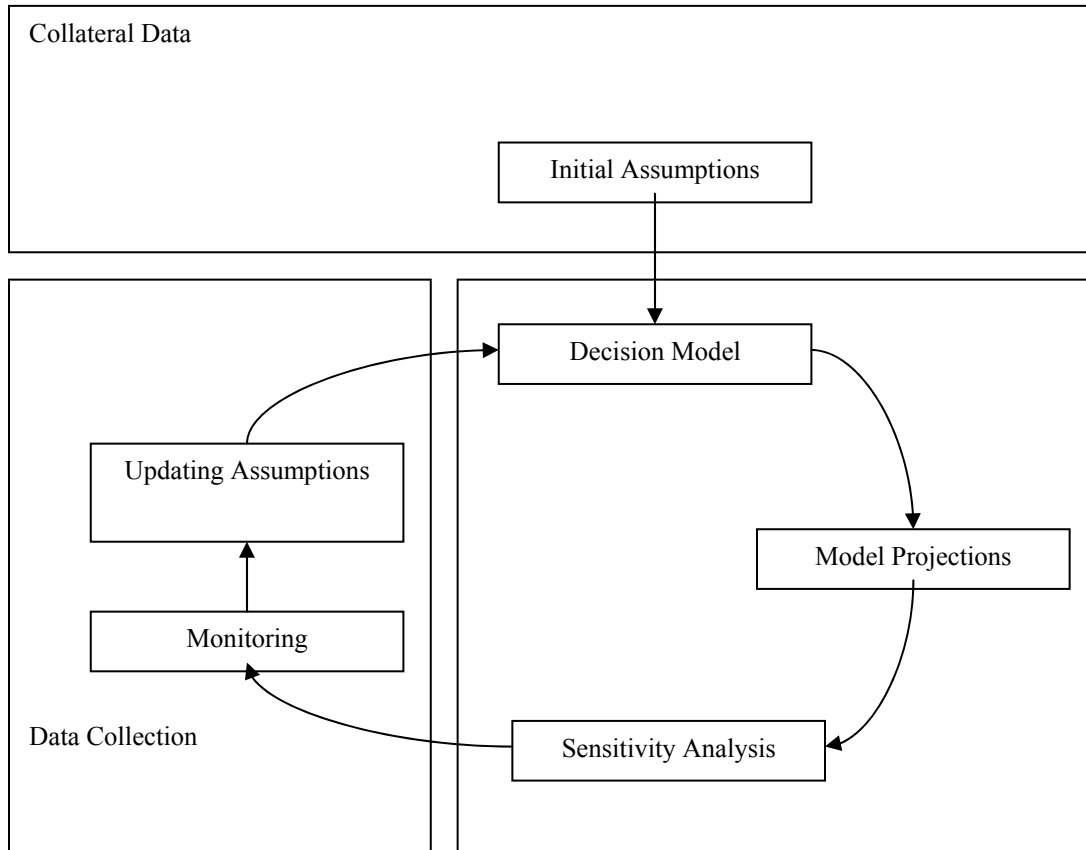 Collateral Data
Initial Assumptions
Decision Model
Updating Assumptions
Model Projections
Monitoring
Data Collection
Sensitivity Analysis